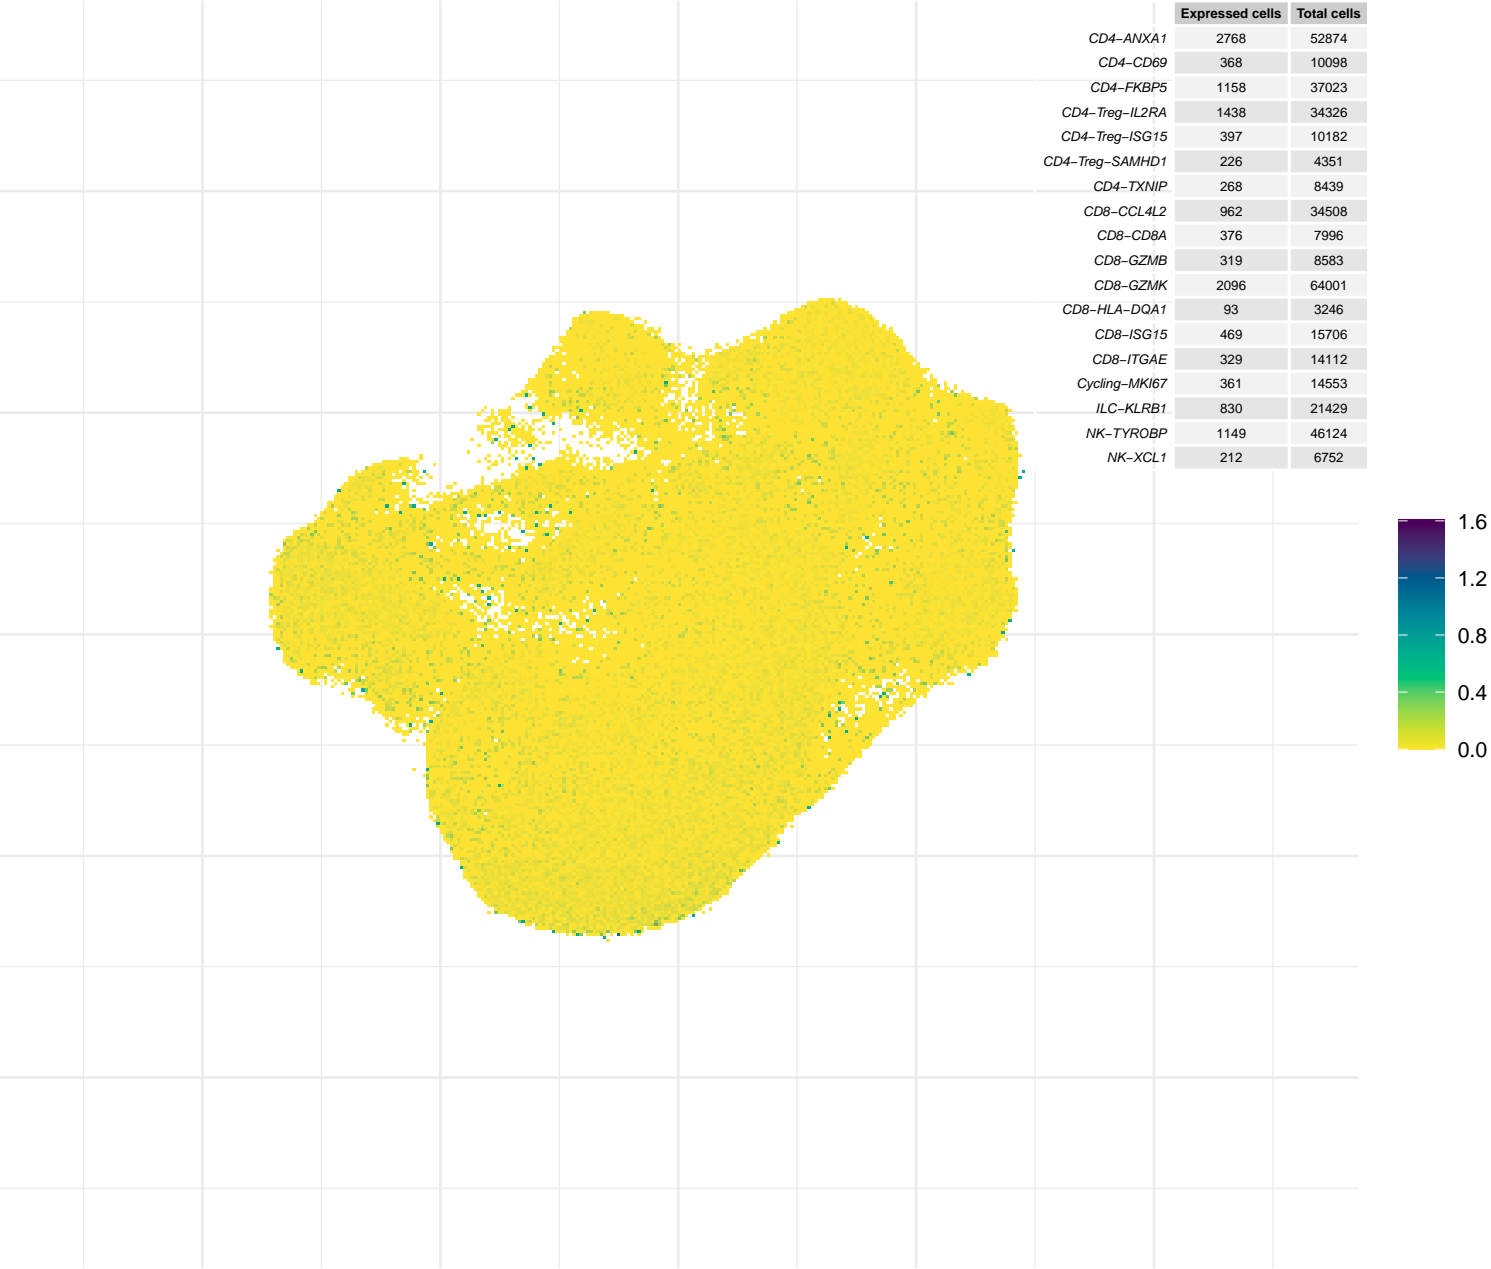 Expressed cells Total cells
CD4−ANXA1 2768 52874
CD4−CD69 368 10098
CD4−FKBP5 1158 37023
CD4−Treg−IL2RA 1438 34326
CD4−Treg−ISG15 397 10182
CD4−Treg−SAMHD1 226 4351
CD4−TXNIP 268 8439
CD8−CCL4L2 962 34508
CD8−CD8A 376 7996
CD8−GZMB 319 8583
CD8−GZMK 2096 64001
CD8−HLA−DQA1 93 3246
CD8−ISG15 469 15706
CD8−ITGAE 329 14112
Cycling−MKI67 361 14553
ILC−KLRB1 830 21429
NK−TYROBP 1149 46124
NK−XCL1 212 6752
1.6
1.2
0.8
0.4
0.0